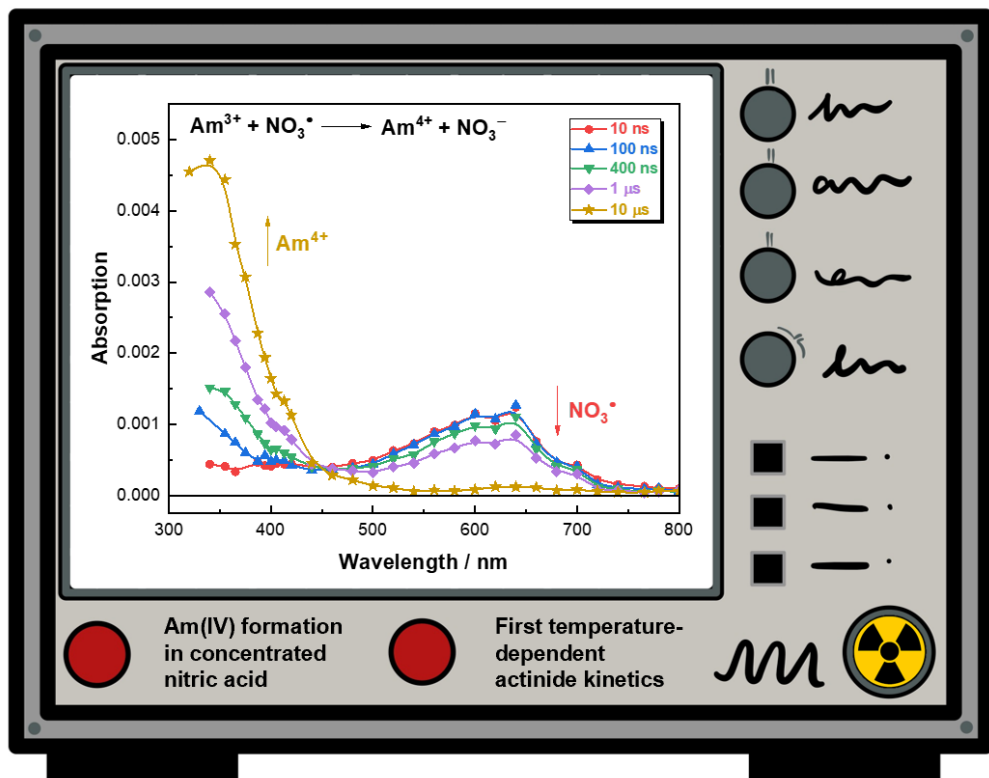 Am³⁺ + NO₃• ⟶ Am⁴⁺ + NO₃⁻
10 ns
100 ns
400 ns
1 μs
10 μs
0.005
0.004
0.003
0.002
0.001
0.000
Absorption
Am⁴⁺
NO₃•
300 400 500 600 700 800
Wavelength / nm
Am(IV) formation
in concentrated
nitric acid
First temperature-
dependent
actinide kinetics